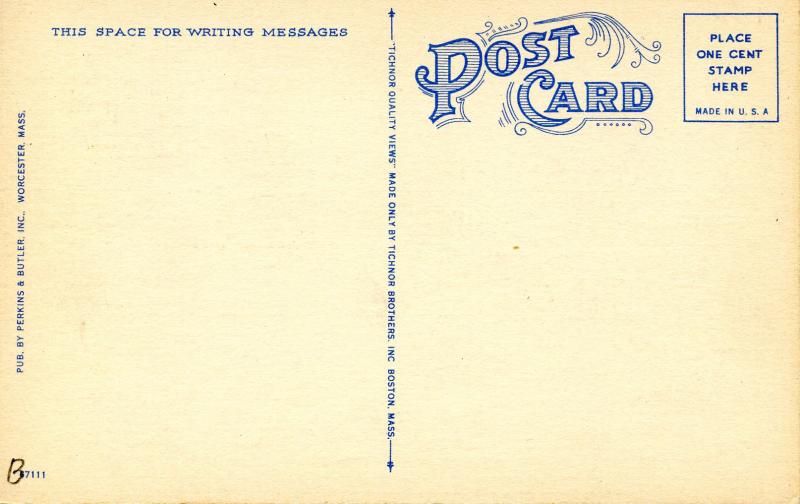 THIS SPACE FOR WRITING MESSAGES
POST
CARD
PLACE
ONE CENT
STAMP
HERE
MADE IN U. S. A
PUB. BY PERKINS & BUTLER, INC., WORCESTER, MASS.
"TICHNOR QUALITY VIEWS" MADE ONLY BY TICHNOR BROTHERS, INC BOSTON, MASS.
B